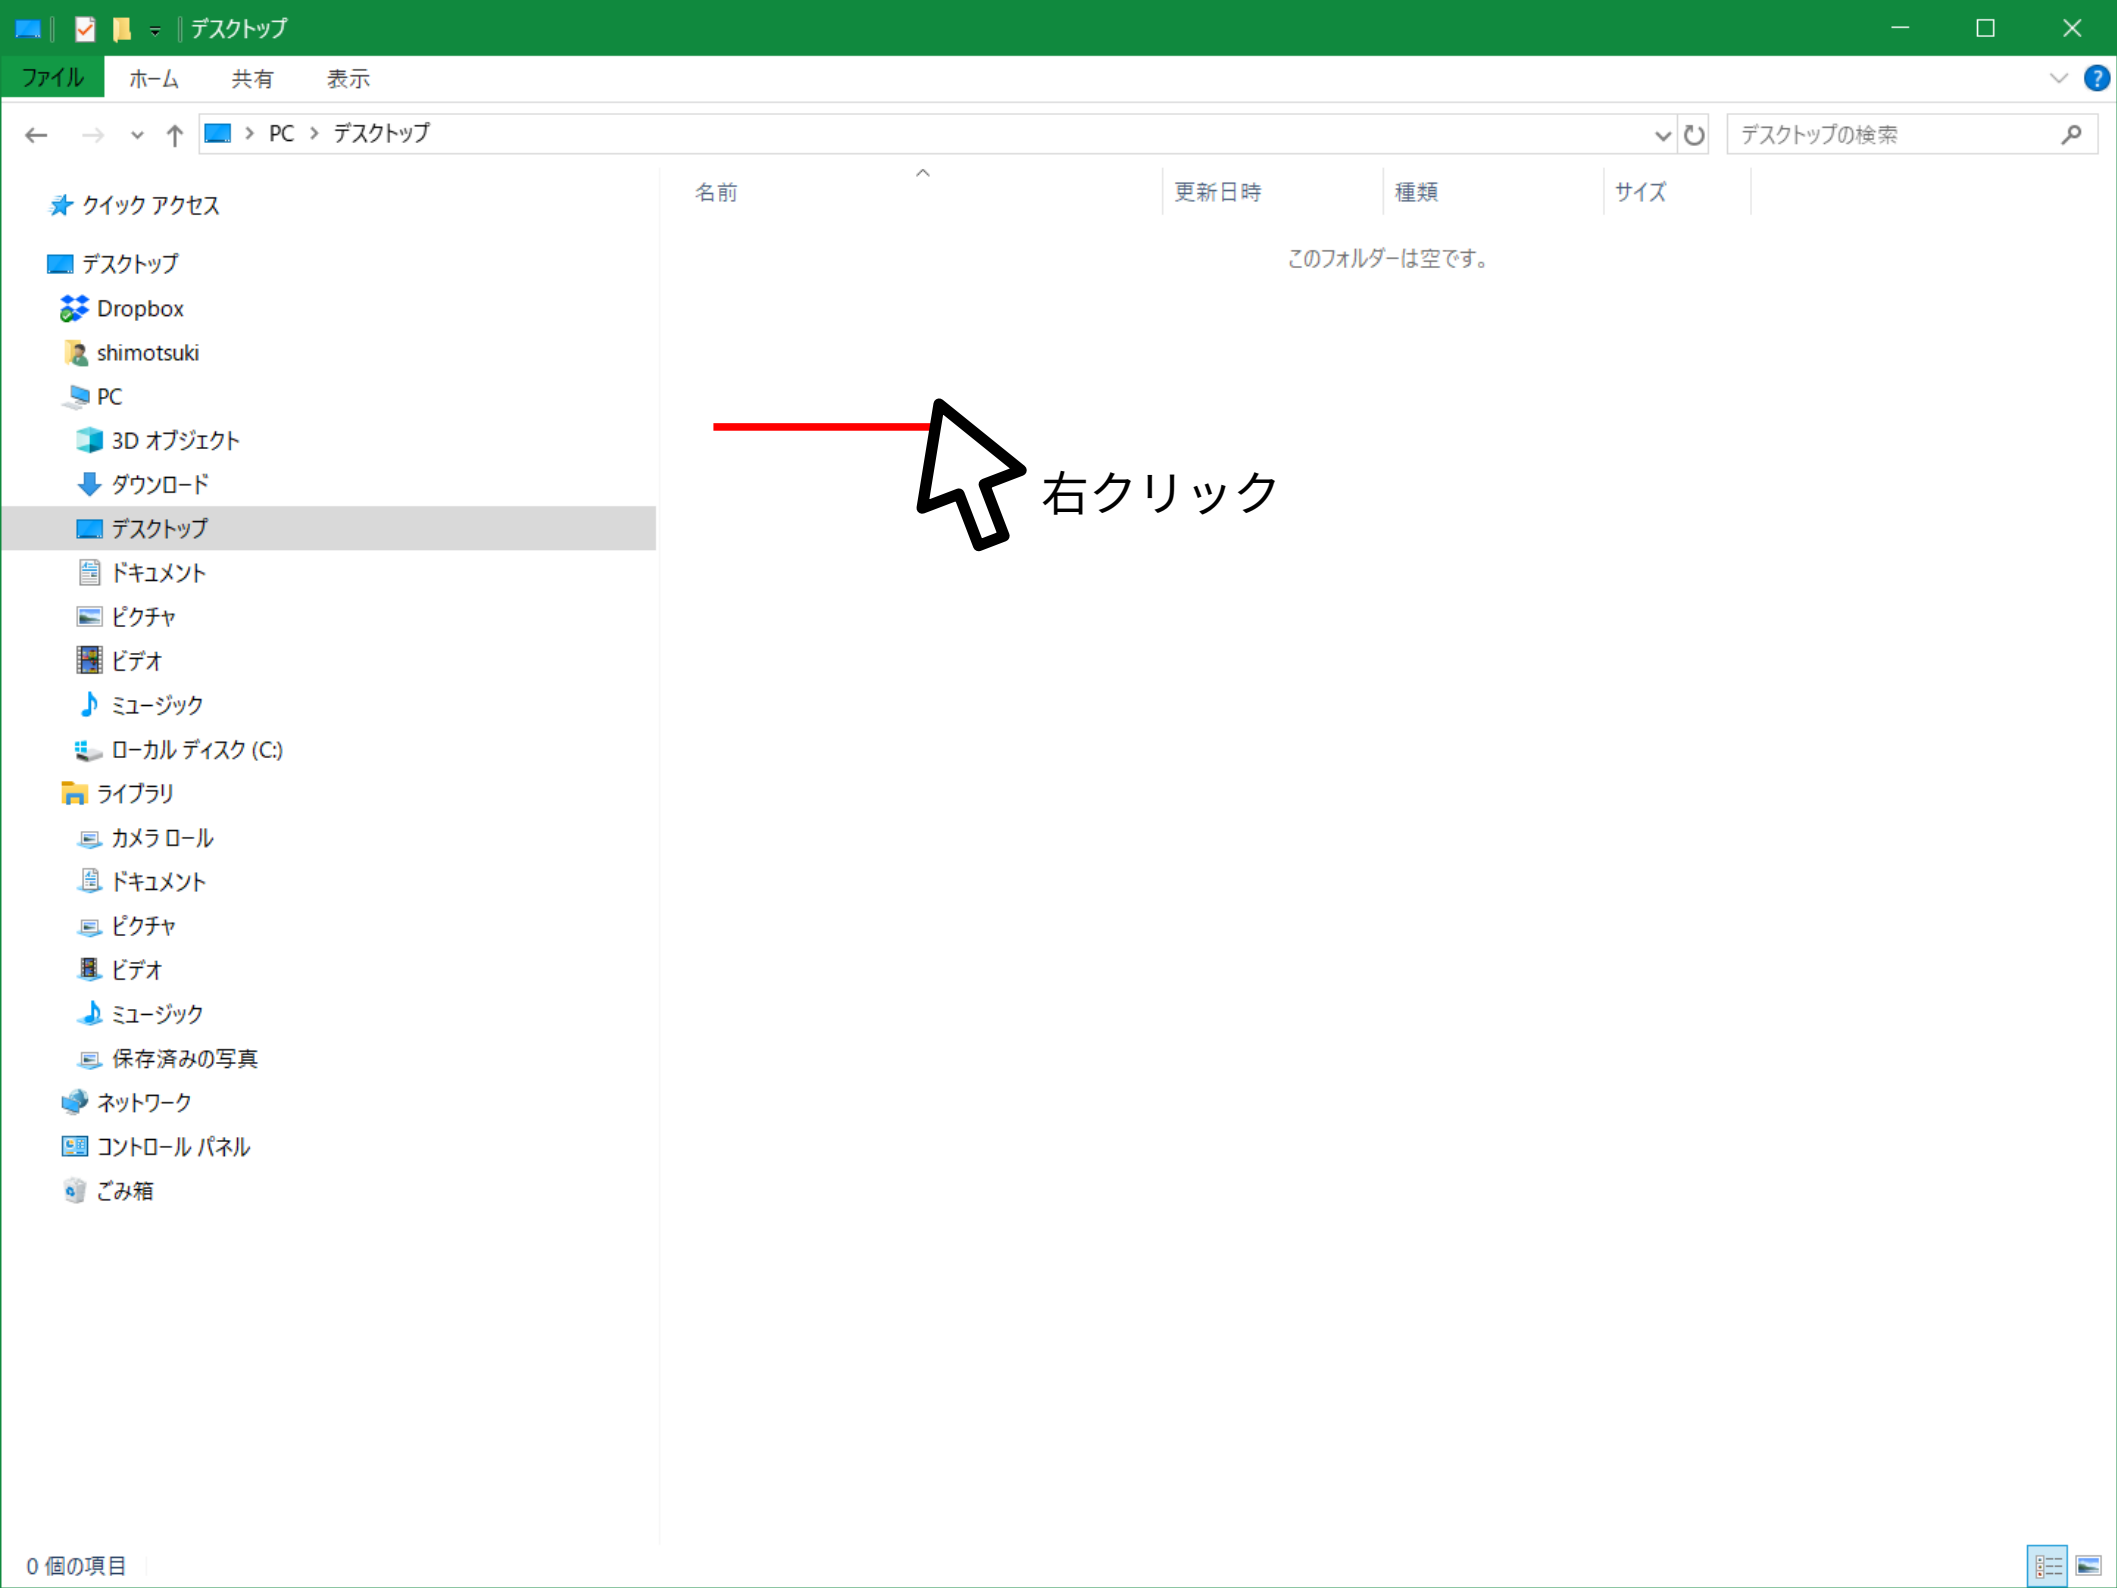 デスクトップ
ファイル ホーム 共有 表示
PC デスクトップ デスクトップの検索
名前 更新日時 種類 サイズ
このフォルダーは空です。
クイック アクセス
デスクトップ
Dropbox
shimotsuki
PC
3D オブジェクト
ダウンロード
デスクトップ
ドキュメント
ピクチャ
ビデオ
ミュージック
ローカル ディスク (C:)
ライブラリ
カメラ ロール
ドキュメント
ピクチャ
ビデオ
ミュージック
保存済みの写真
ネットワーク
コントロール パネル
ごみ箱
右クリック
0 個の項目